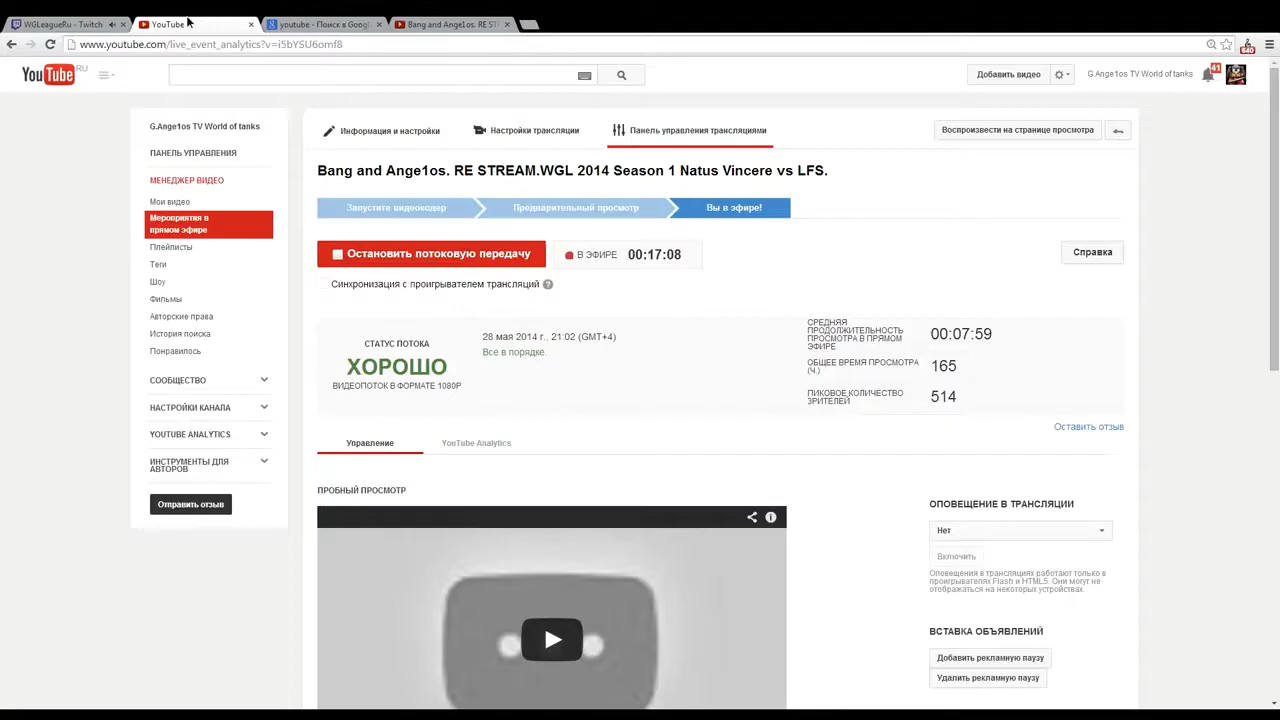 WGLeagueRu - Twitch
YouTube
youtube - Поиск в Googl
Bang and Ange1os. RE ST
www.youtube.com/live_event_analytics?v=i5bYSU6omf8
640
YouTube RU
Добавить видео
G.Ange1os TV World of tanks
41
G.Ange1os TV World of tanks
ПАНЕЛЬ УПРАВЛЕНИЯ
МЕНЕДЖЕР ВИДЕО
Мои видео
Мероприятия в
прямом эфире
Плейлисты
Теги
Шоу
Фильмы
Авторские права
История поиска
Понравилось
СООБЩЕСТВО
НАСТРОЙКИ КАНАЛА
YOUTUBE ANALYTICS
ИНСТРУМЕНТЫ ДЛЯ
АВТОРОВ
Отправить отзыв
Информация и настройки
Настройки трансляции
Панель управления трансляциями
Воспроизвести на странице просмотра
Bang and Ange1os. RE STREAM.WGL 2014 Season 1 Natus Vincere vs LFS.
Запустите видеокодер
Предварительный просмотр
Вы в эфире!
Остановить потоковую передачу
В ЭФИРЕ 00:17:08
Справка
Синхронизация с проигрывателем трансляций ?
СТАТУС ПОТОКА
ХОРОШО
ВИДЕОПОТОК В ФОРМАТЕ 1080P
28 мая 2014 г., 21:02 (GMT+4)
Все в порядке.
СРЕДНЯЯ
ПРОДОЛЖИТЕЛЬНОСТЬ
ПРОСМОТРА В ПРЯМОМ
ЭФИРЕ
00:07:59
ОБЩЕЕ ВРЕМЯ ПРОСМОТРА
(Ч.)
165
ПИКОВОЕ КОЛИЧЕСТВО
ЗРИТЕЛЕЙ
514
Оставить отзыв
Управление
YouTube Analytics
ПРОБНЫЙ ПРОСМОТР
ОПОВЕЩЕНИЕ В ТРАНСЛЯЦИИ
Нет
Включить
Оповещения в трансляциях работают только в
проигрывателях Flash и HTML5. Они могут не
отображаться на некоторых устройствах.
ВСТАВКА ОБЪЯВЛЕНИЙ
Добавить рекламную паузу
Удалить рекламную паузу